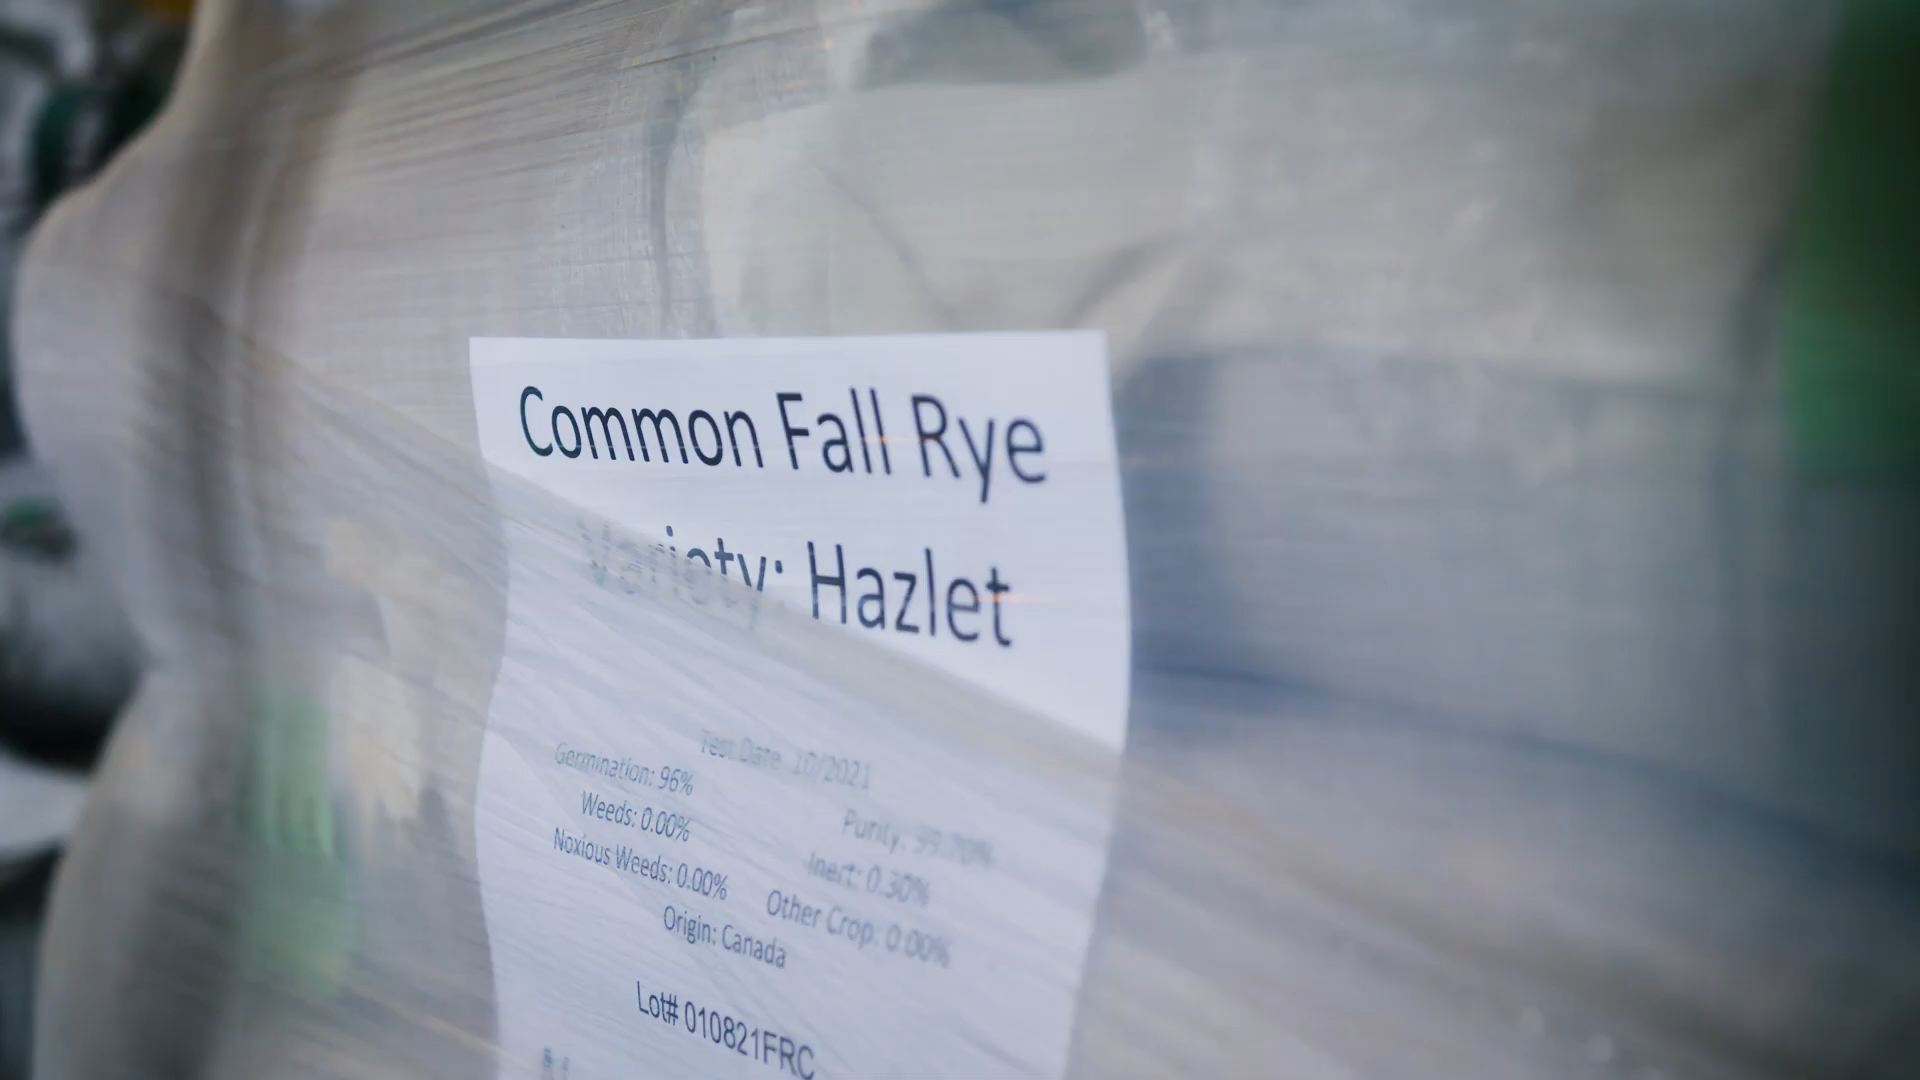 Common Fall Rye
Variety: Hazlet
Test Date 10/2021
Germination: 96%
Purity: 99.70%
Weeds: 0.00%
Inert: 0.30%
Noxious Weeds: 0.00%
Other Crop: 0.00%
Origin: Canada
Lot# 010821FRC